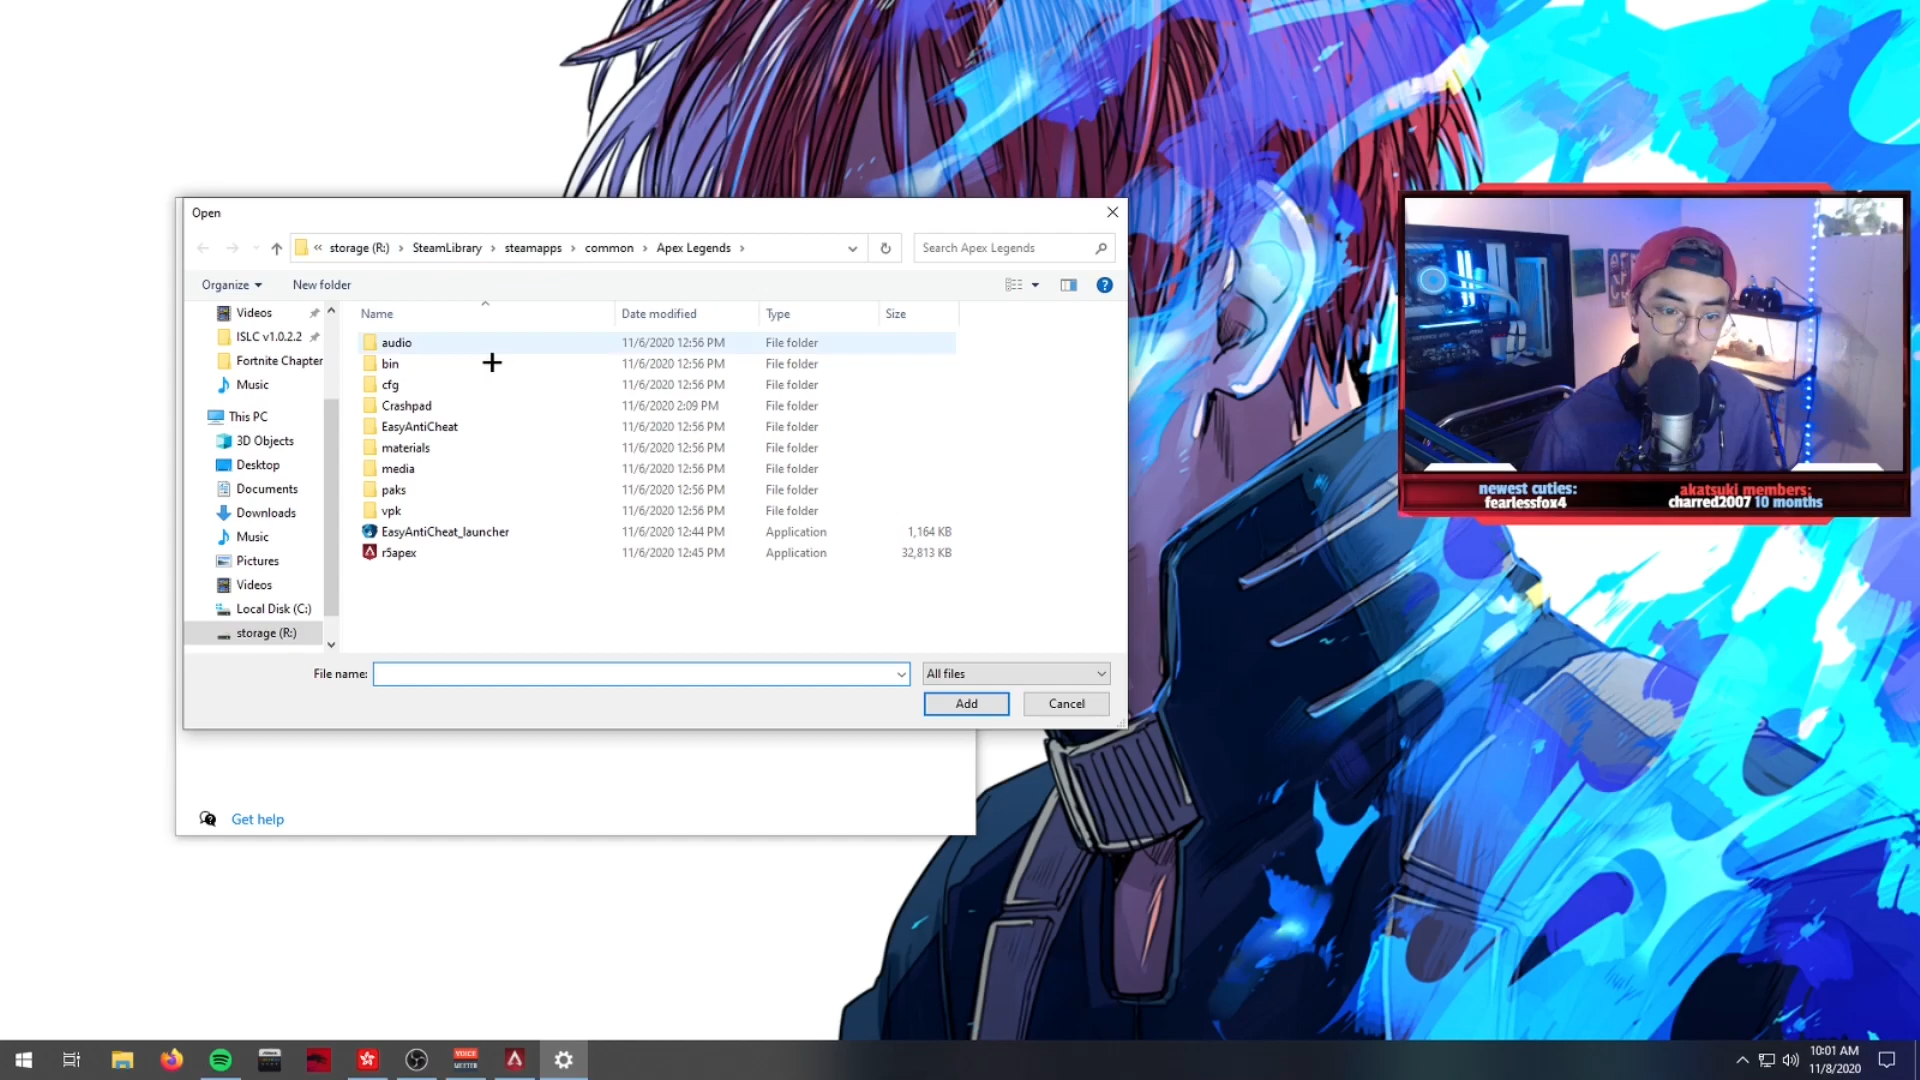 Open
« storage (R:) › SteamLibrary › steamapps › common › Apex Legends ›
Search Apex Legends
Organize
New folder
Videos
ISLC v1.0.2.2
Fortnite Chapter
Music
This PC
3D Objects
Desktop
Documents
Downloads
Music
Pictures
Videos
Local Disk (C:)
storage (R:)
Name Date modified Type Size
audio 11/6/2020 12:56 PM File folder
bin 11/6/2020 12:56 PM File folder
cfg 11/6/2020 12:56 PM File folder
Crashpad 11/6/2020 2:09 PM File folder
EasyAntiCheat 11/6/2020 12:56 PM File folder
materials 11/6/2020 12:56 PM File folder
media 11/6/2020 12:56 PM File folder
paks 11/6/2020 12:56 PM File folder
vpk 11/6/2020 12:56 PM File folder
EasyAntiCheat_launcher 11/6/2020 12:44 PM Application 1,164 KB
r5apex 11/6/2020 12:45 PM Application 32,813 KB
File name:
All files
Add
Cancel
Get help
newest cuties:
fearlessfox4
akatsuki members:
charred2007 10 months
VOICE
MEETER
10:01 AM
11/8/2020